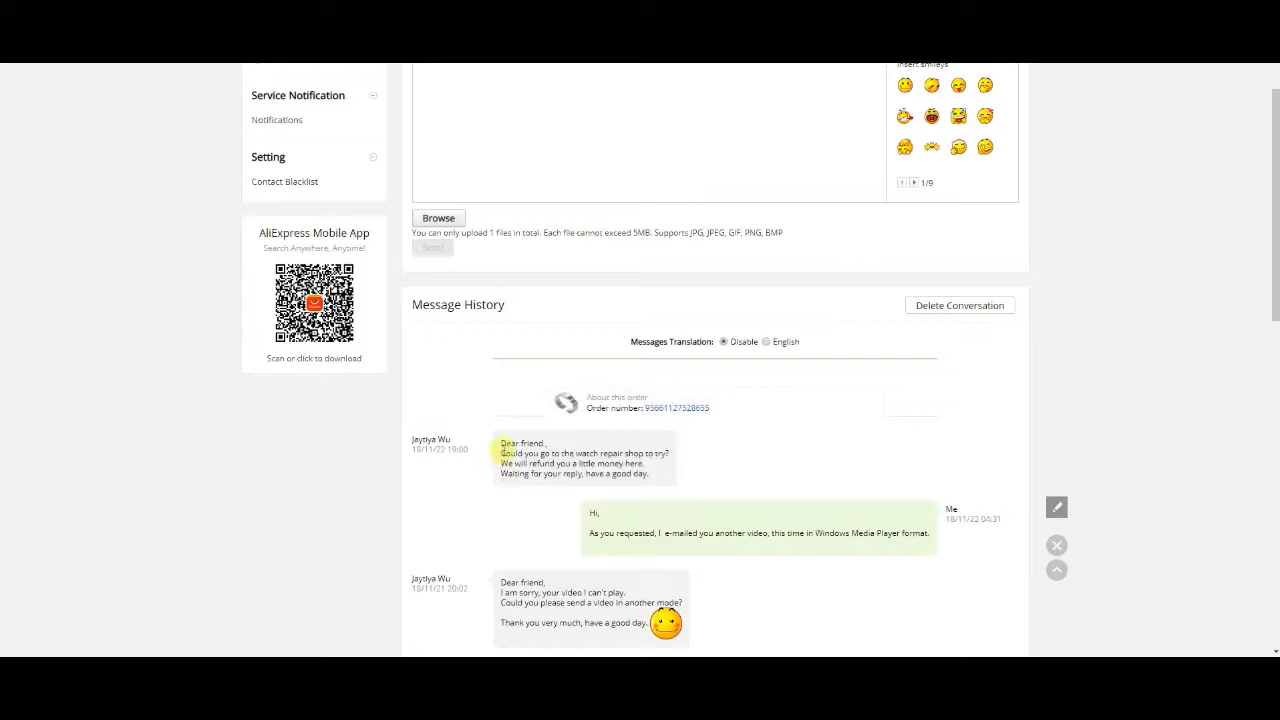 Insert smileys
Service Notification
Notifications
Setting
Contact Blacklist
1/9
Browse
You can only upload 1 files in total. Each file cannot exceed 5MB. Supports JPG, JPEG, GIF, PNG, BMP
Send
AliExpress Mobile App
Search Anywhere, Anytime!
Scan or click to download
Message History
Delete Conversation
Messages Translation: Disable English
About this order
Order number: 95661127528655
Jaytiya Wu
18/11/22 19:00
Dear friend,,
Could you go to the watch repair shop to try?
We will refund you a little money here.
Waiting for your reply, have a good day.
Hi,
As you requested, I e-mailed you another video, this time in Windows Media Player format.
Me
18/11/22 04:31
Jaytiya Wu
18/11/21 20:02
Dear friend,
I am sorry, your video I can't play.
Could you please send a video in another mode?
Thank you very much, have a good day.